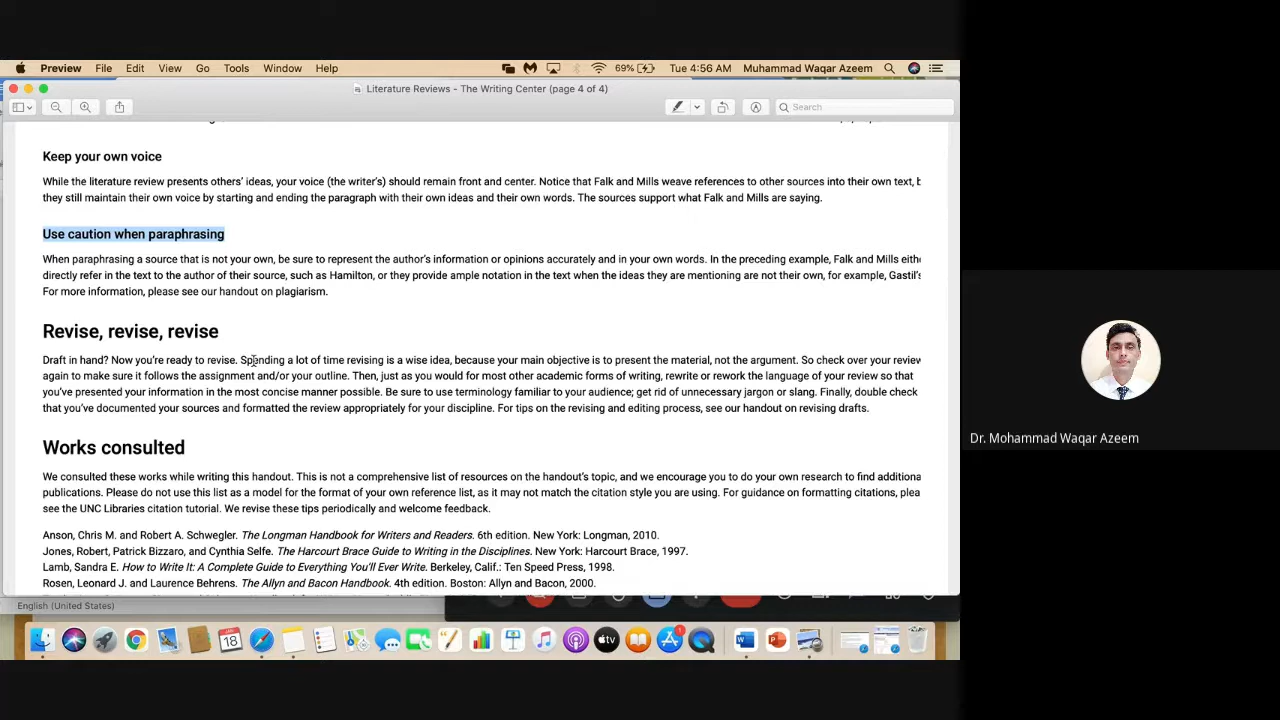 Preview File Edit View Go Tools Window Help 69% Tue 4:56 AM Muhammad Waqar Azeem
Literature Reviews - The Writing Center (page 4 of 4)
Search
Keep your own voice
While the literature review presents others' ideas, your voice (the writer's) should remain front and center. Notice that Falk and Mills weave references to other sources into their own text, b
they still maintain their own voice by starting and ending the paragraph with their own ideas and their own words. The sources support what Falk and Mills are saying.
Use caution when paraphrasing
When paraphrasing a source that is not your own, be sure to represent the author's information or opinions accurately and in your own words. In the preceding example, Falk and Mills eith
directly refer in the text to the author of their source, such as Hamilton, or they provide ample notation in the text when the ideas they are mentioning are not their own, for example, Gastil's
For more information, please see our handout on plagiarism.
Revise, revise, revise
Draft in hand? Now you're ready to revise. Spending a lot of time revising is a wise idea, because your main objective is to present the material, not the argument. So check over your review
again to make sure it follows the assignment and/or your outline. Then, just as you would for most other academic forms of writing, rewrite or rework the language of your review so that
you've presented your information in the most concise manner possible. Be sure to use terminology familiar to your audience; get rid of unnecessary jargon or slang. Finally, double check
that you've documented your sources and formatted the review appropriately for your discipline. For tips on the revising and editing process, see our handout on revising drafts.
Works consulted
We consulted these works while writing this handout. This is not a comprehensive list of resources on the handout's topic, and we encourage you to do your own research to find additiona
publications. Please do not use this list as a model for the format of your own reference list, as it may not match the citation style you are using. For guidance on formatting citations, plea
see the UNC Libraries citation tutorial. We revise these tips periodically and welcome feedback.
Anson, Chris M. and Robert A. Schwegler. The Longman Handbook for Writers and Readers. 6th edition. New York: Longman, 2010.
Jones, Robert, Patrick Bizzaro, and Cynthia Selfe. The Harcourt Brace Guide to Writing in the Disciplines. New York: Harcourt Brace, 1997.
Lamb, Sandra E. How to Write It: A Complete Guide to Everything You'll Ever Write. Berkeley, Calif.: Ten Speed Press, 1998.
Rosen, Leonard J. and Laurence Behrens. The Allyn and Bacon Handbook. 4th edition. Boston: Allyn and Bacon, 2000.
English (United States)
18
tv
1
W
P
Dr. Mohammad Waqar Azeem